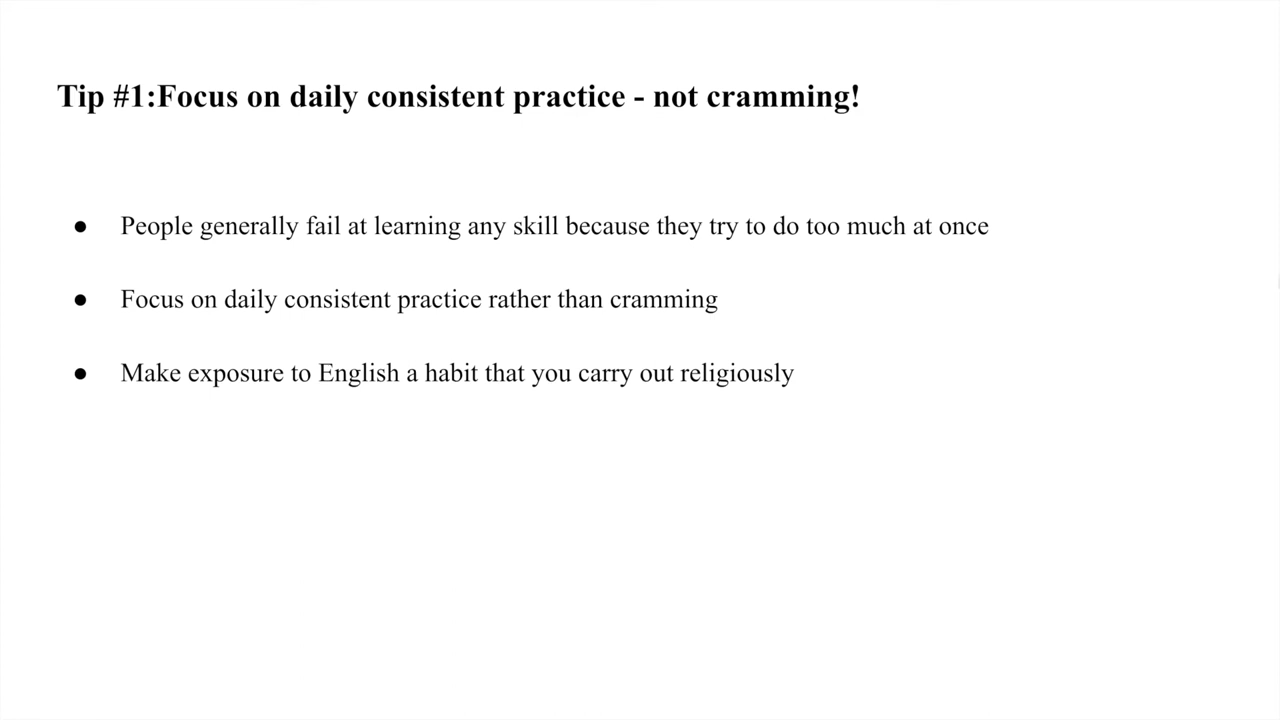 Tip #1:Focus on daily consistent practice - not cramming!
● People generally fail at learning any skill because they try to do too much at once
● Focus on daily consistent practice rather than cramming
● Make exposure to English a habit that you carry out religiously